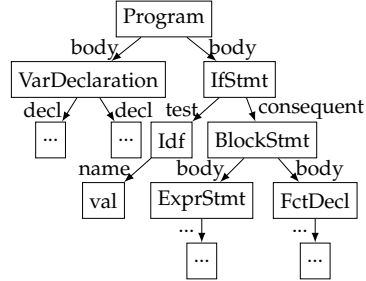 Program
body body
VarDeclaration IfStmt
decl decl test consequent
... ... Idf BlockStmt
name body body
val ExprStmt FctDecl
... ...
... ...